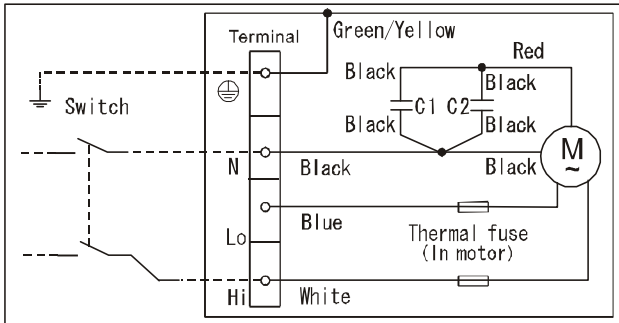 Terminal
Green/Yellow
Red
Black
Black
C1
C2
Black
Black
Switch
N
Black
Black
M
~
Lo
Blue
Thermal fuse
(In motor)
Hi
White